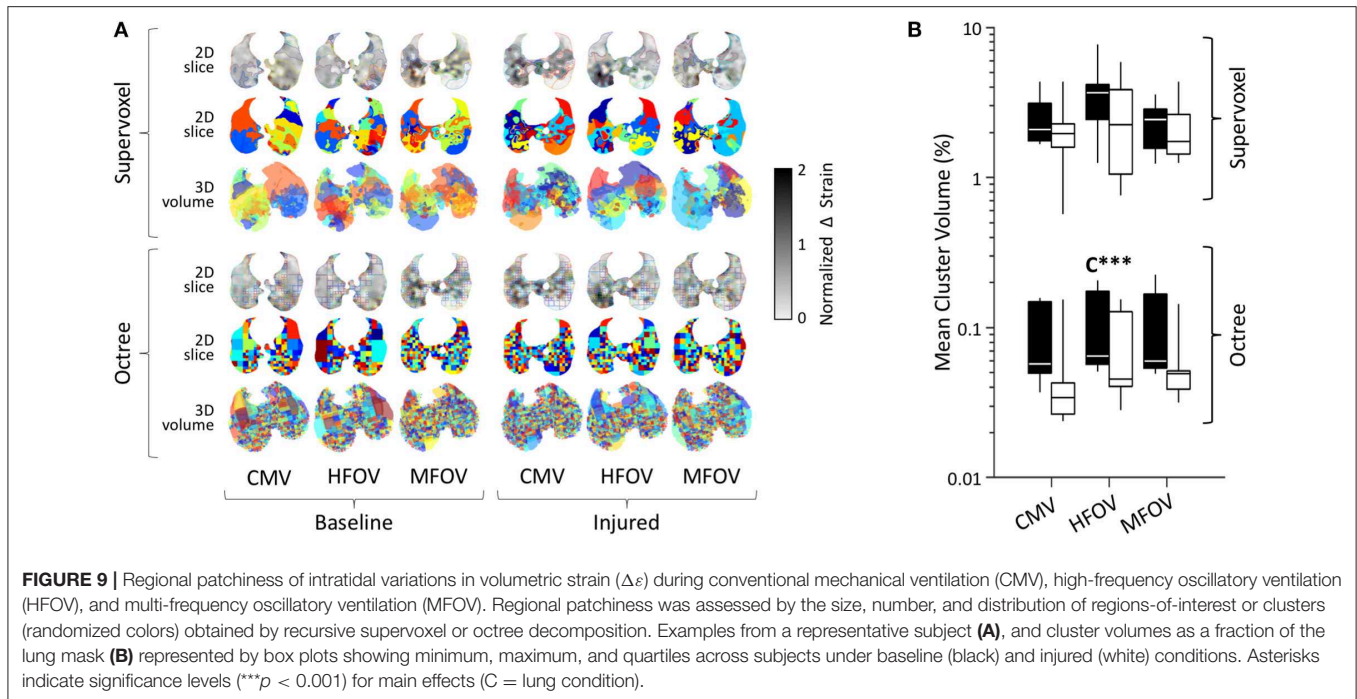 A
B
Supervoxel
2D
slice
2D
slice
3D
volume
Octree
2D
slice
2D
slice
3D
volume
CMV
HFOV
MFOV
CMV
HFOV
MFOV
Baseline
Injured
2
1
0
Normalized Δ Strain
Mean Cluster Volume (%)
10
1
0.1
0.01
C***
Supervoxel
Octree
CMV
HFOV
MFOV
FIGURE 9 | Regional patchiness of intratidal variations in volumetric strain (Δε) during conventional mechanical ventilation (CMV), high-frequency oscillatory ventilation
(HFOV), and multi-frequency oscillatory ventilation (MFOV). Regional patchiness was assessed by the size, number, and distribution of regions-of-interest or clusters
(randomized colors) obtained by recursive supervoxel or octree decomposition. Examples from a representative subject (A), and cluster volumes as a fraction of the
lung mask (B) represented by box plots showing minimum, maximum, and quartiles across subjects under baseline (black) and injured (white) conditions. Asterisks
indicate significance levels (***p < 0.001) for main effects (C = lung condition).